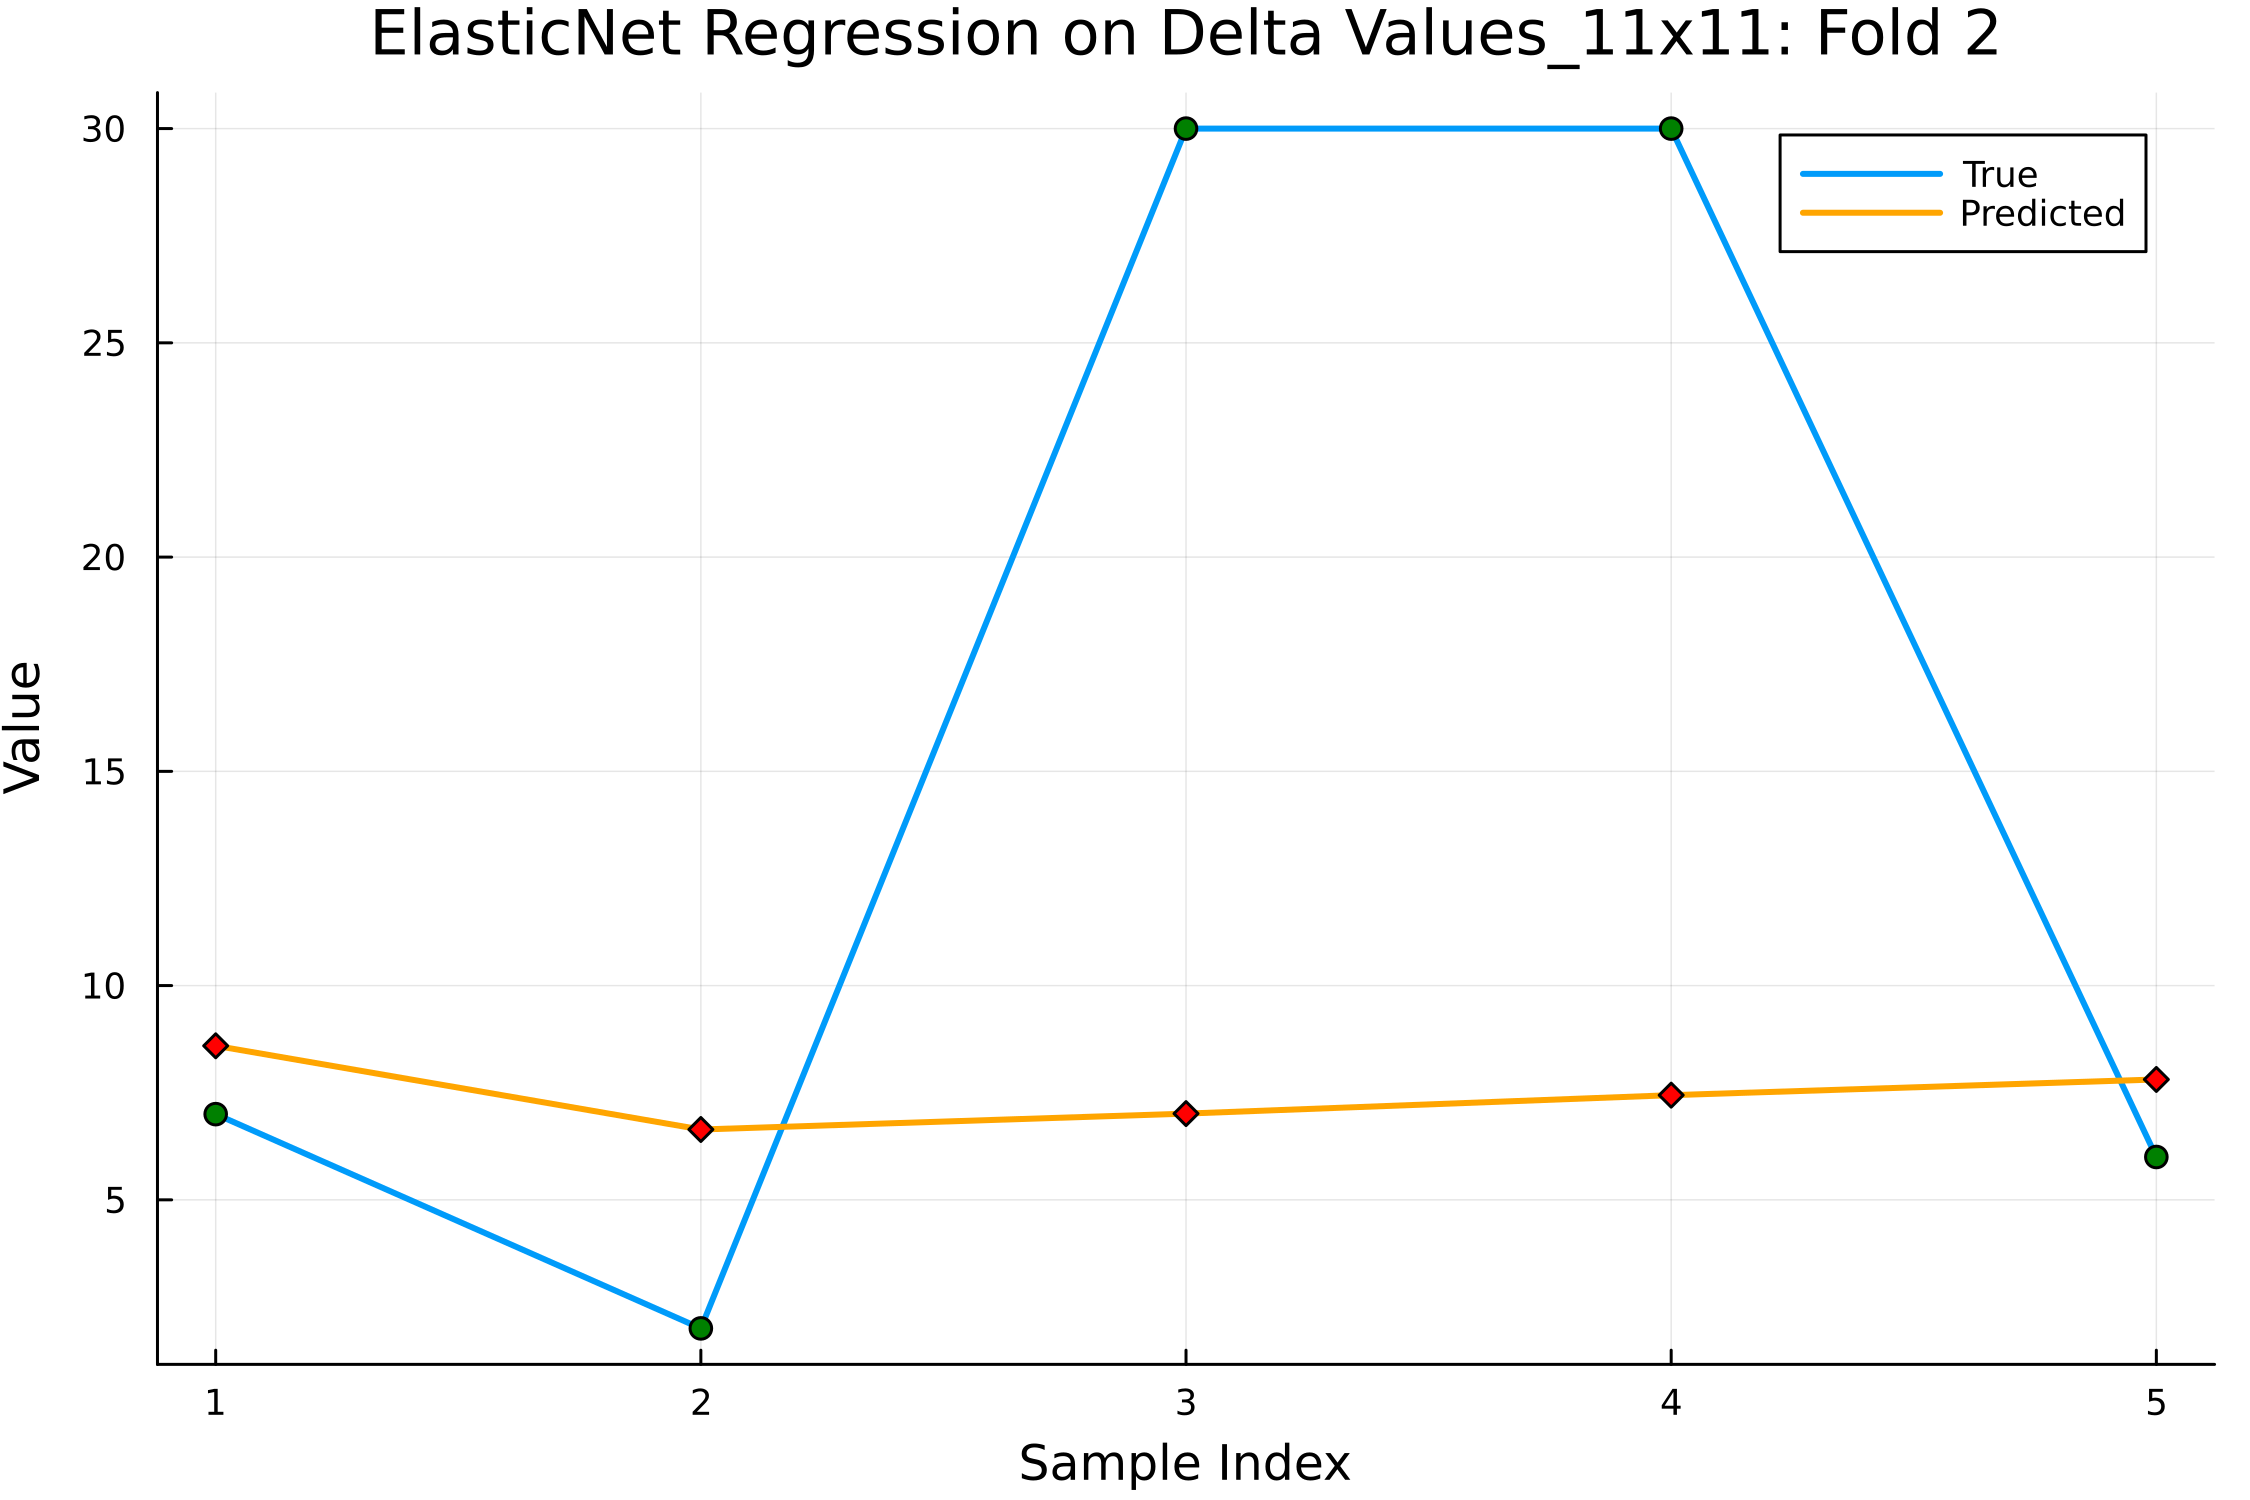 ElasticNet Regression on Delta Values_11x11: Fold 2
30
25
20
15
10
5
Value
True
Predicted
1 2 3 4 5
Sample Index